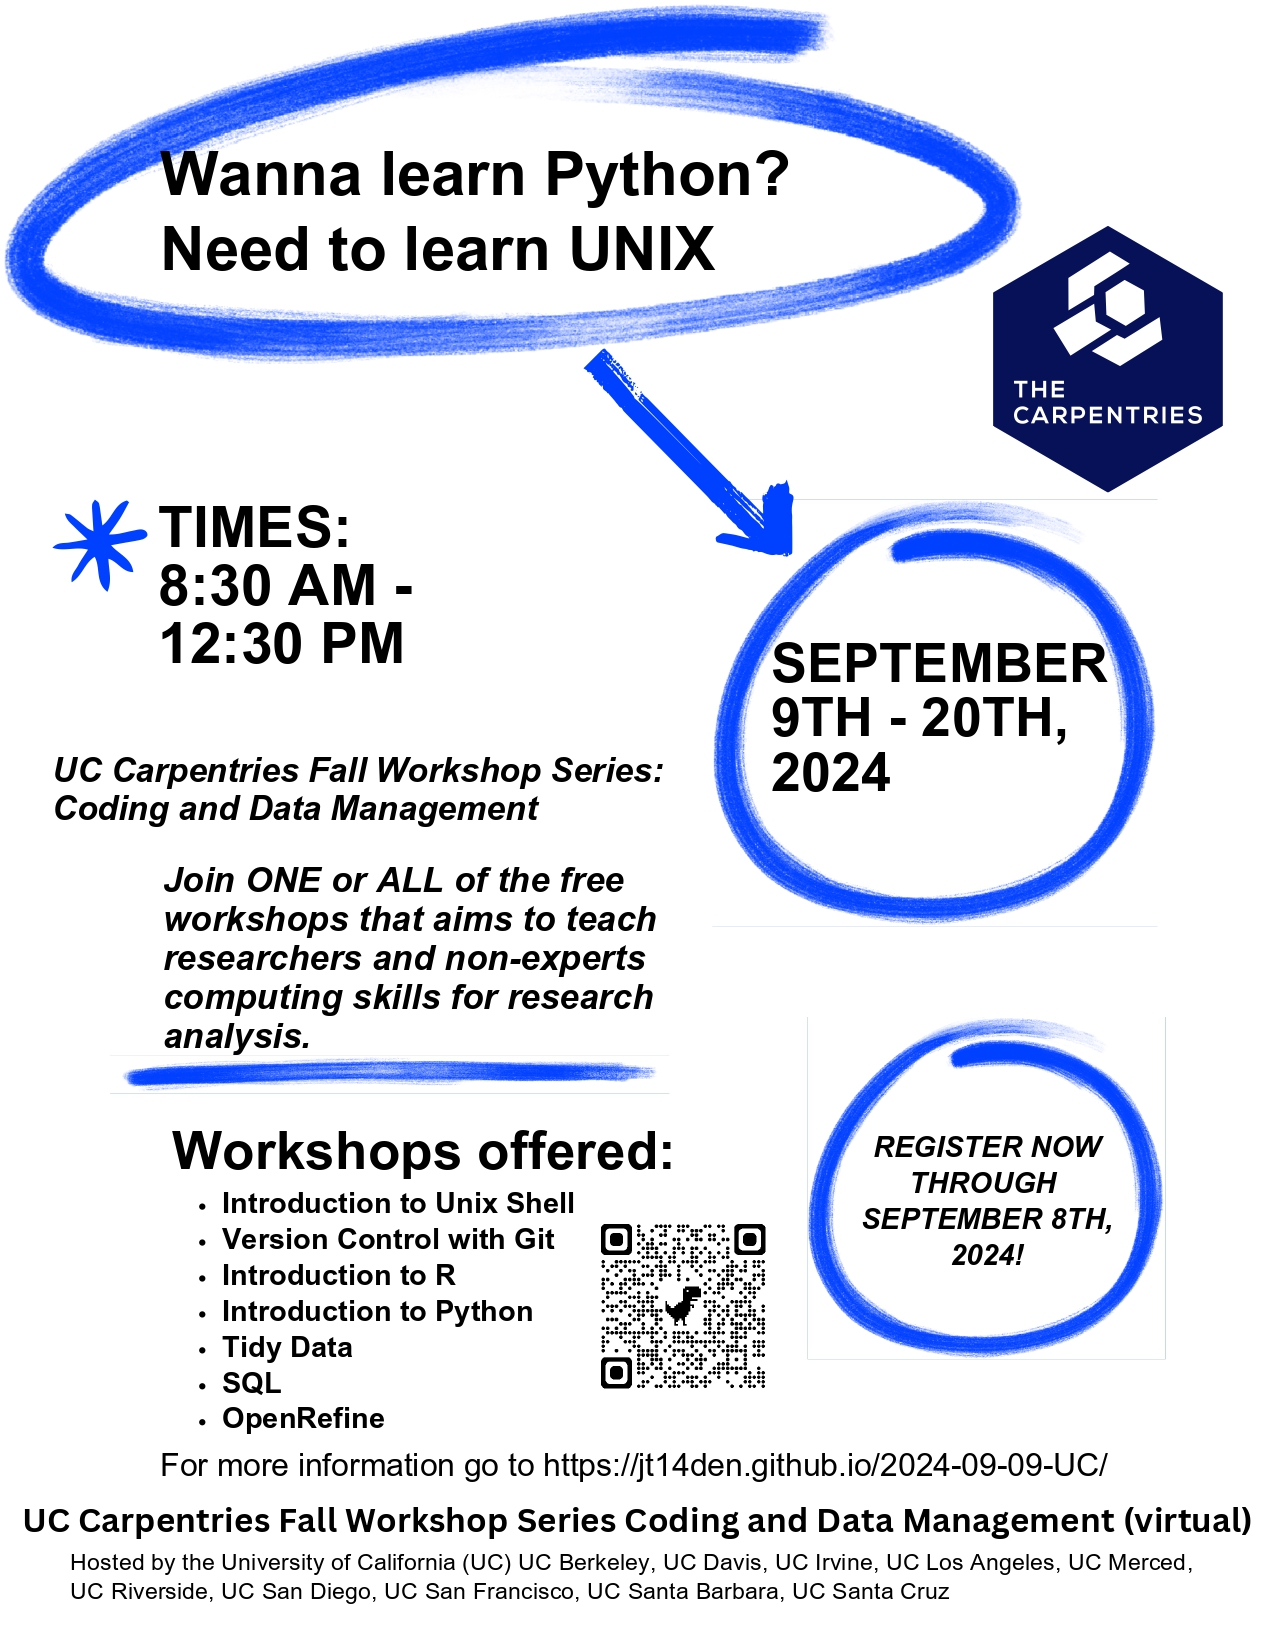 Wanna learn Python?
Need to learn UNIX
THE
CARPENTRIES
TIMES:
8:30 AM -
12:30 PM
SEPTEMBER
9TH - 20TH,
2024
UC Carpentries Fall Workshop Series:
Coding and Data Management
Join ONE or ALL of the free
workshops that aims to teach
researchers and non-experts
computing skills for research
analysis.
Workshops offered:
• Introduction to Unix Shell
• Version Control with Git
• Introduction to R
• Introduction to Python
• Tidy Data
• SQL
• OpenRefine
REGISTER NOW
THROUGH
SEPTEMBER 8TH,
2024!
For more information go to https://jt14den.github.io/2024-09-09-UC/
UC Carpentries Fall Workshop Series Coding and Data Management (virtual)
Hosted by the University of California (UC) UC Berkeley, UC Davis, UC Irvine, UC Los Angeles, UC Merced,
UC Riverside, UC San Diego, UC San Francisco, UC Santa Barbara, UC Santa Cruz